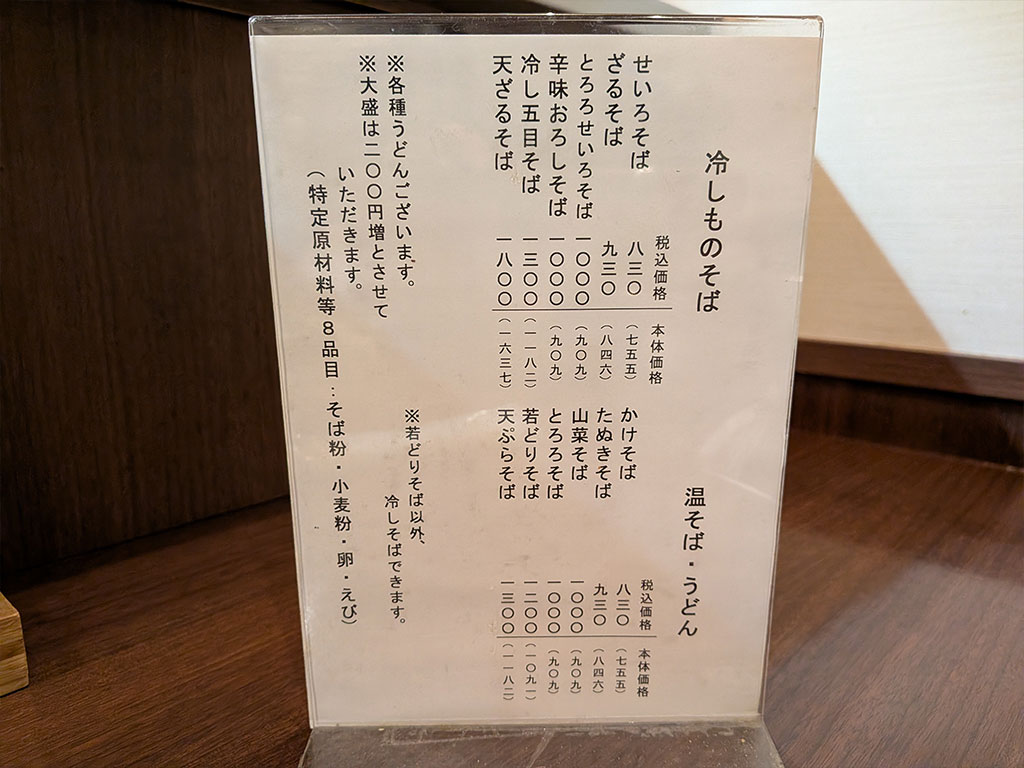 冷しものそば
税込価格 本体価格
せいろそば 八三〇 (七五五)
ざるそば 九三〇 (八四六)
とろろせいろそば 一〇〇〇 (九〇九)
辛味おろしそば 一〇〇〇 (九〇九)
冷し五目そば 一三〇〇 (一一八二)
天ざるそば 一八〇〇 (一六三七)
温そば・うどん
税込価格 本体価格
かけそば 八三〇 (七五五)
たぬきそば 九三〇 (八四六)
山菜そば 一〇〇〇 (九〇九)
とろろそば 一〇〇〇 (九〇九)
若どりそば 一二〇〇 (一〇九一)
天ぷらそば 一三〇〇 (一一八二)
※若どりそば以外、
冷しそばできます。
※各種うどんございます。
※大盛は二〇〇円増とさせて
いただきます。
(特定原材料等8品目:そば粉・小麦粉・卵・えび)